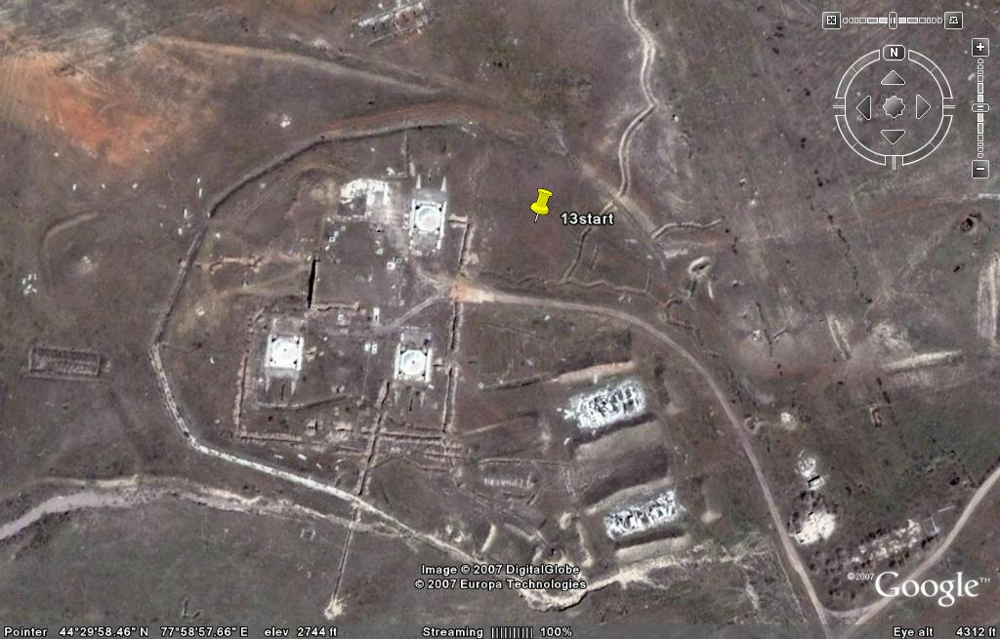 N
13start
Image © 2007 DigitalGlobe
© 2007 Europa Technologies
©2007 Google™
Pointer 44°29'58.46" N 77°58'57.66" E elev 2744 ft Streaming |||||||||| 100% Eye alt 4312 ft